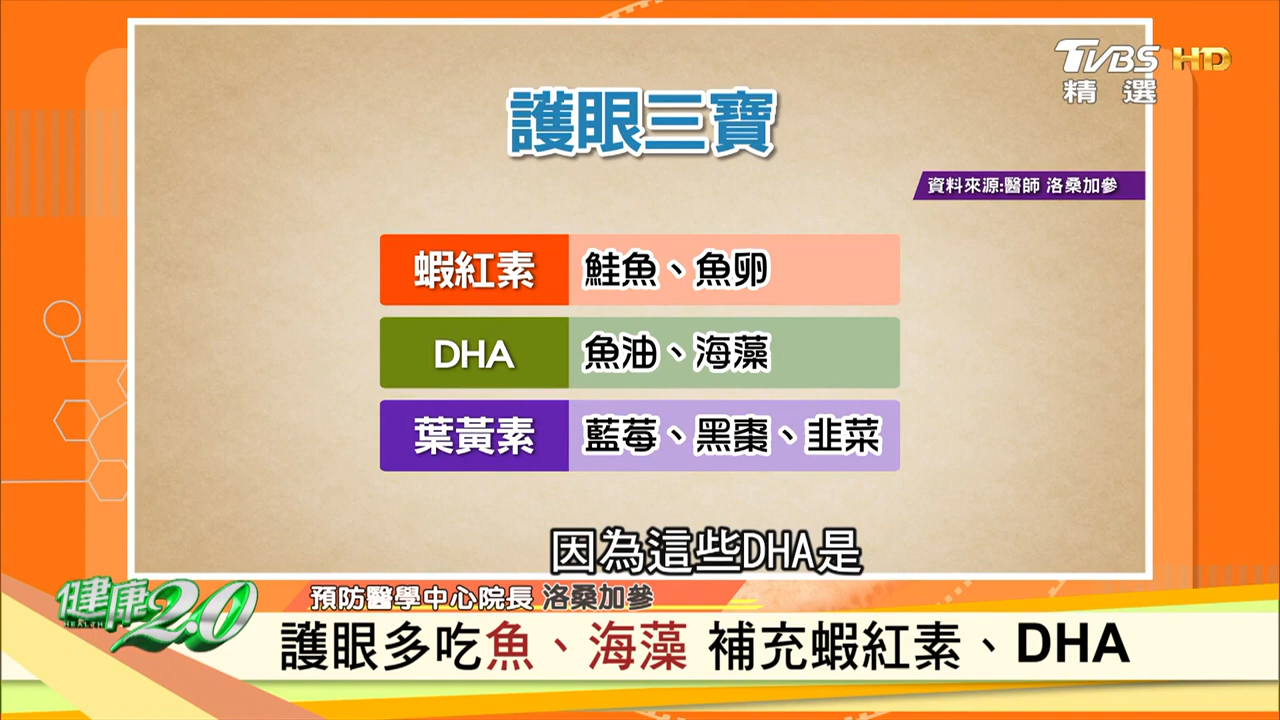 TVBS HD
精選
護眼三寶
資料來源:醫師 洛桑加參
蝦紅素 鮭魚、魚卵
DHA 魚油、海藻
葉黃素 藍莓、黑棗、韭菜
因為這些DHA是
健康2.0
HEALTH
預防醫學中心院長 洛桑加參
護眼多吃魚、海藻 補充蝦紅素、DHA